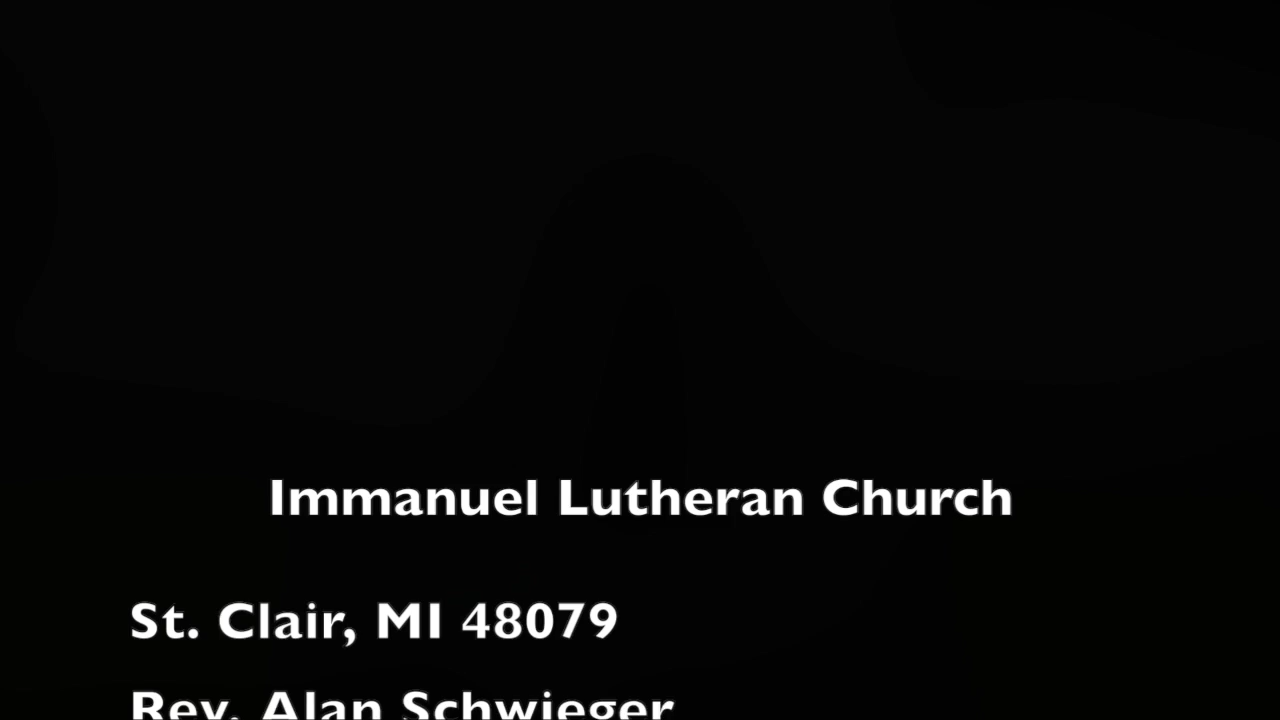 Immanuel Lutheran Church
St. Clair, MI 48079
Rev. Alan Schwieger